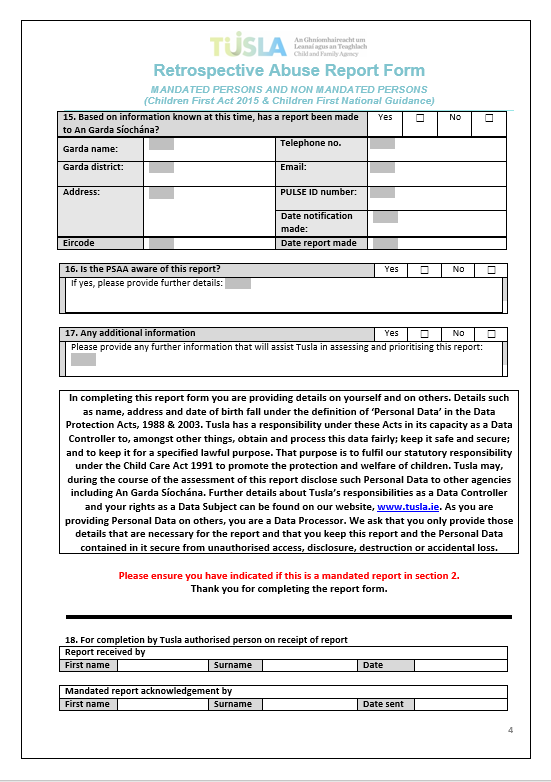 TUSLA
An Ghníomhaireacht um
Leanaí agus an Teaghlach
Child and Family Agency
Retrospective Abuse Report Form
MANDATED PERSONS AND NON MANDATED PERSONS
(Children First Act 2015 & Children First National Guidance)
15. Based on information known at this time, has a report been made Yes ☐ No ☐
to An Garda Síochána?
Garda name: Telephone no.
Garda district: Email:
Address: PULSE ID number:
Date notification
made:
Eircode Date report made
16. Is the PSAA aware of this report? Yes ☐ No ☐
If yes, please provide further details:
17. Any additional information Yes ☐ No ☐
Please provide any further information that will assist Tusla in assessing and prioritising this report:
In completing this report form you are providing details on yourself and on others. Details such
as name, address and date of birth fall under the definition of ‘Personal Data’ in the Data
Protection Acts, 1988 & 2003. Tusla has a responsibility under these Acts in its capacity as a Data
Controller to, amongst other things, obtain and process this data fairly; keep it safe and secure;
and to keep it for a specified lawful purpose. That purpose is to fulfil our statutory responsibility
under the Child Care Act 1991 to promote the protection and welfare of children. Tusla may,
during the course of the assessment of this report disclose such Personal Data to other agencies
including An Garda Síochána. Further details about Tusla’s responsibilities as a Data Controller
and your rights as a Data Subject can be found on our website, www.tusla.ie. As you are
providing Personal Data on others, you are a Data Processor. We ask that you only provide those
details that are necessary for the report and that you keep this report and the Personal Data
contained in it secure from unauthorised access, disclosure, destruction or accidental loss.
Please ensure you have indicated if this is a mandated report in section 2.
Thank you for completing the report form.
18. For completion by Tusla authorised person on receipt of report
Report received by
First name Surname Date
Mandated report acknowledgement by
First name Surname Date sent
4